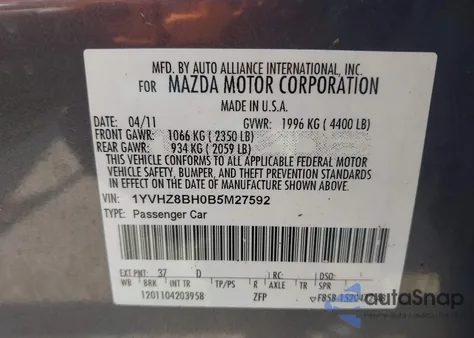 MFD. BY AUTO ALLIANCE INTERNATIONAL, INC.
FOR MAZDA MOTOR CORPORATION
MADE IN U.S.A.
04/11 GVWR: 1996 KG ( 4400 LB)
FRONT GAWR: 1066 KG ( 2350 LB)
REAR GAWR: 934 KG ( 2059 LB)
THIS VEHICLE CONFORMS TO ALL APPLICABLE FEDERAL MOTOR
VEHICLE SAFETY, BUMPER, AND THEFT PREVENTION STANDARDS
IN EFFECT ON THE DATE OF MANUFACTURE SHOWN ABOVE.
VIN: 1YVHZ8BH0B5M27592
TYPE: Passenger Car
EXT PNT: 37 D RC: DSO:
WB BRK INT TR TP/PS R AXLE TR SPR
1201104203958 ZFP
autoSnap